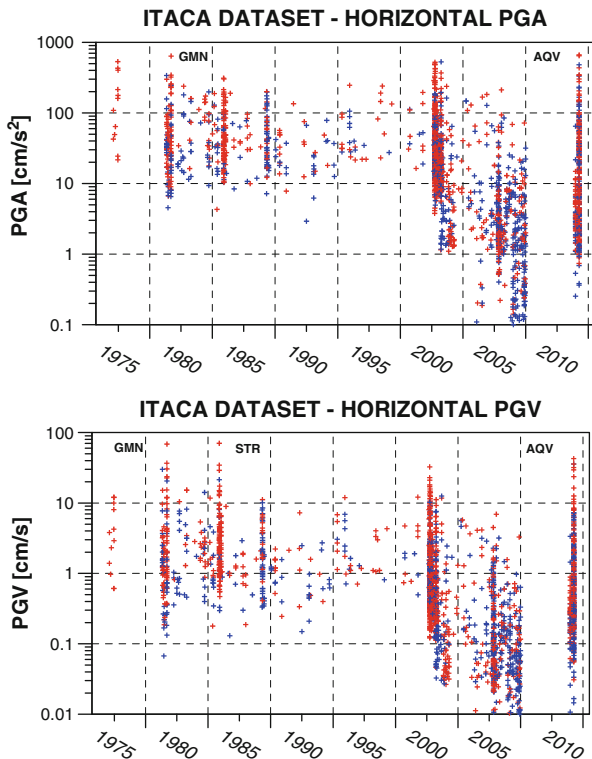 ITACA DATASET - HORIZONTAL PGA
1000
GMN
AQV
100
10
1
0.1
PGA [cm/s²]
1975
1980
1985
1990
1995
2000
2005
2010
ITACA DATASET - HORIZONTAL PGV
100
GMN
STR
AQV
10
1
0.1
0.01
PGV [cm/s]
1975
1980
1985
1990
1995
2000
2005
2010